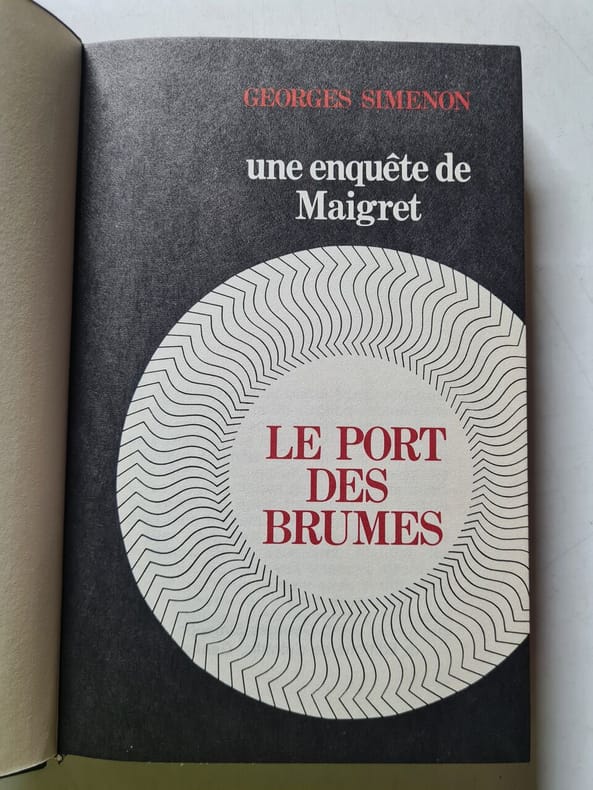 GEORGES SIMENON
une enquête de
Maigret
LE PORT
DES
BRUMES